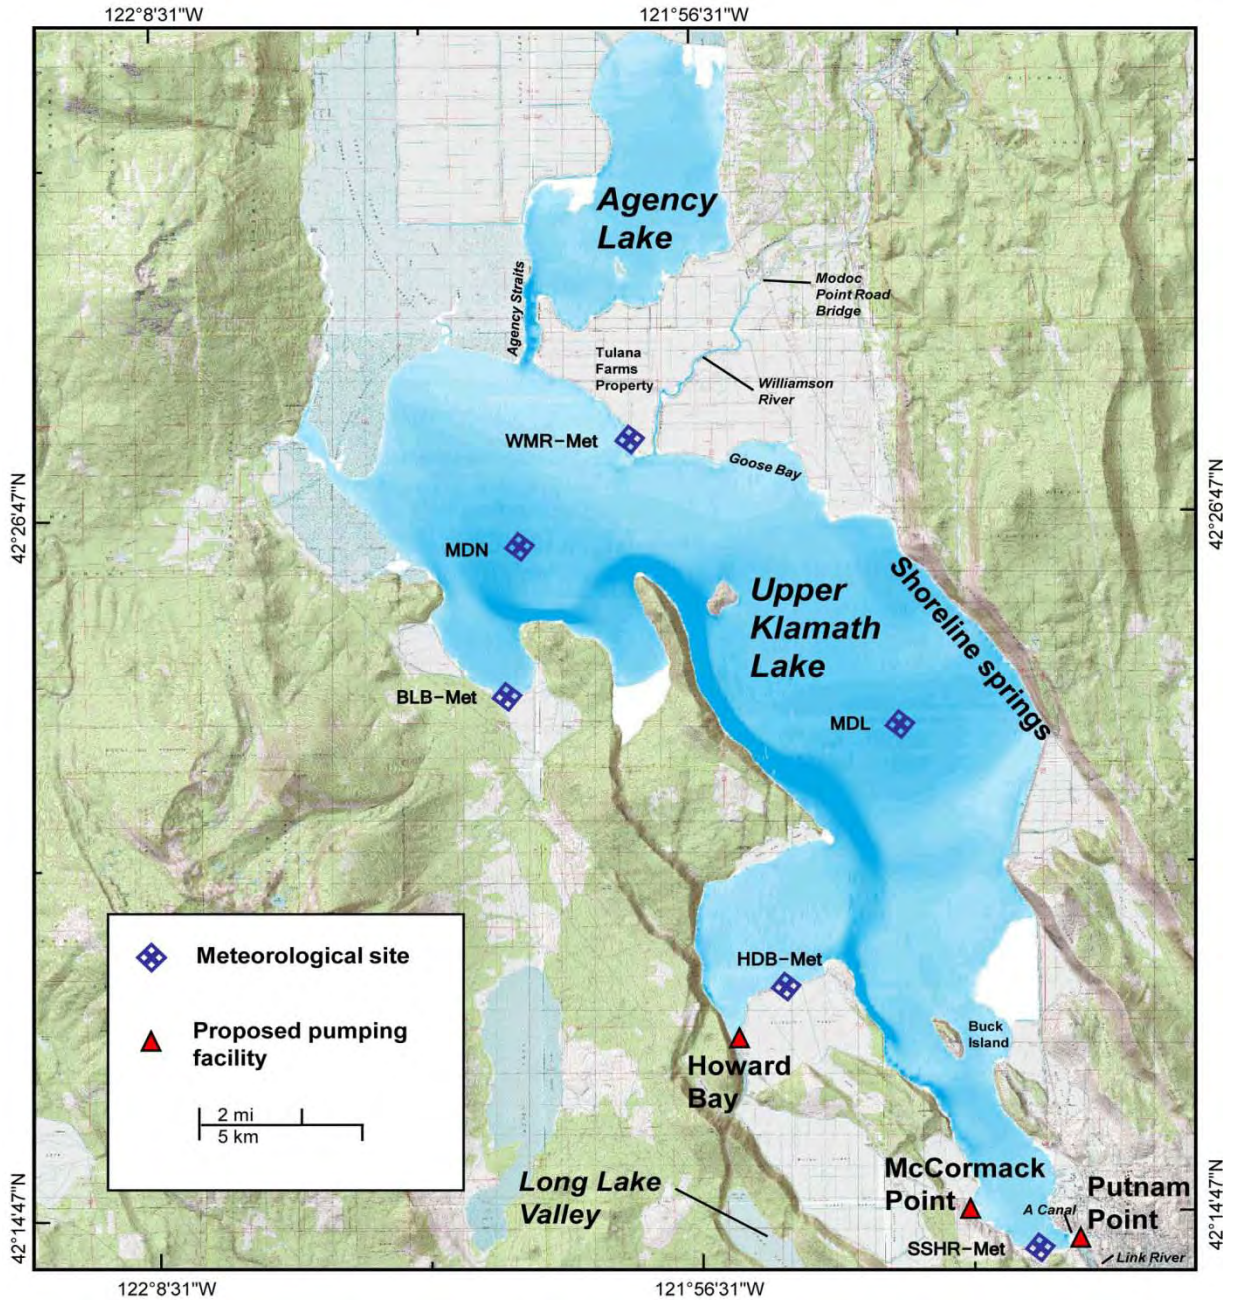 122°8'31"W
121°56'31"W
Agency
Lake
Agency Straits
Modoc
Point Road
Bridge
Tulana
Farms
Property
Williamson
River
WMR-Met
Goose Bay
42°26'47"N
42°26'47"N
MDN
Shoreline springs
Upper
Klamath
Lake
BLB-Met
MDL
Meteorological site
Proposed pumping
facility
2 mi
5 km
HDB-Met
Buck
Island
Howard
Bay
McCormack
Point
Long Lake
Valley
A Canal
Putnam
Point
SSHR-Met
Link River
42°14'47"N
42°14'47"N
122°8'31"W
121°56'31"W